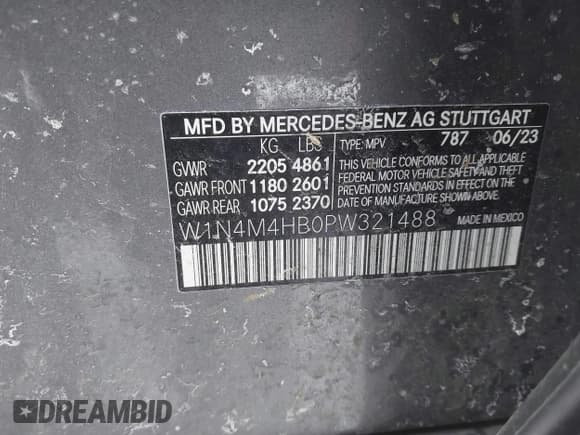 MFD BY MERCEDES-BENZ AG STUTTGART
KG LBS TYPE: MPV 787 06/23
GVWR 2205 4861
GAWR FRONT 1180 2601
GAWR REAR 1075 2370
THIS VEHICLE CONFORMS TO ALL APPLICABLE
FEDERAL MOTOR VEHICLE SAFETY AND THEFT
PREVENTION STANDARDS IN EFFECT ON THE
DATE OF MANUFACTURE SHOWN ABOVE.
W1N4M4HB0PW321488 MADE IN MEXICO
DREAMBID